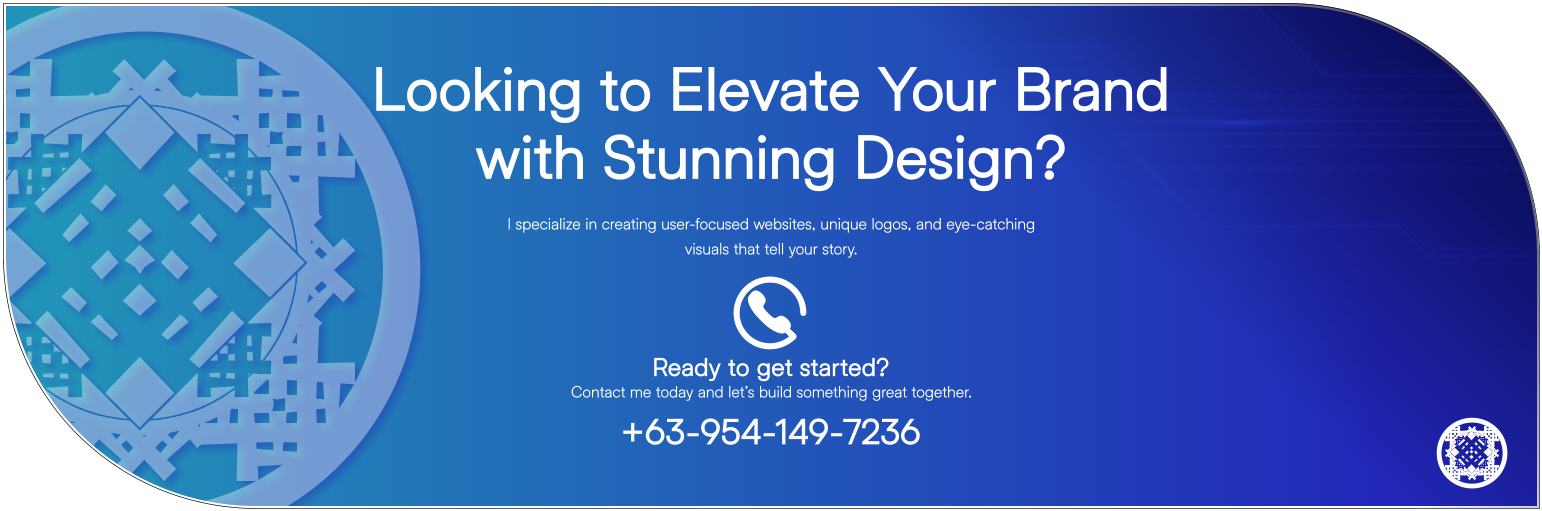 Looking to Elevate Your Brand
with Stunning Design?
I specialize in creating user-focused websites, unique logos, and eye-catching
visuals that tell your story.
Ready to get started?
Contact me today and let's build something great together.
+63-954-149-7236